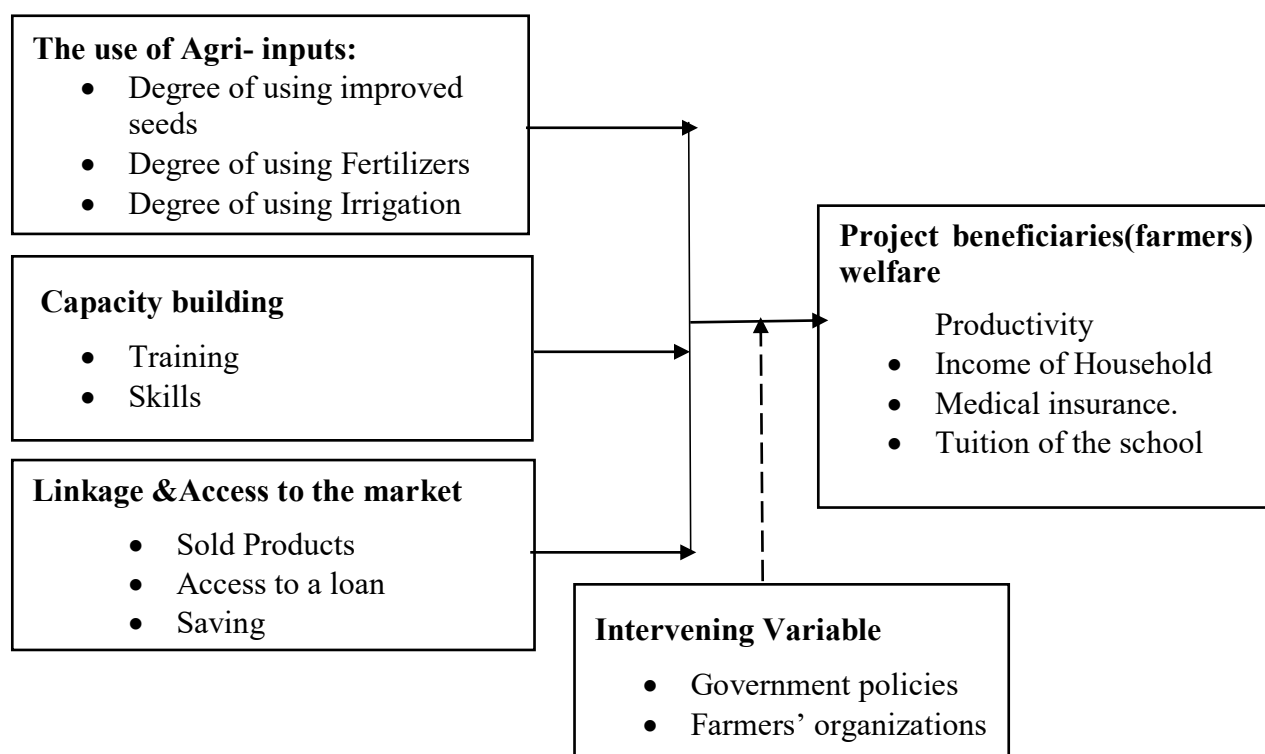 The use of Agri- inputs:
• Degree of using improved
seeds
• Degree of using Fertilizers
• Degree of using Irrigation
Capacity building
• Training
• Skills
Linkage &Access to the market
• Sold Products
• Access to a loan
• Saving
Project beneficiaries(farmers)
welfare
Productivity
• Income of Household
• Medical insurance.
• Tuition of the school
Intervening Variable
• Government policies
• Farmers’ organizations